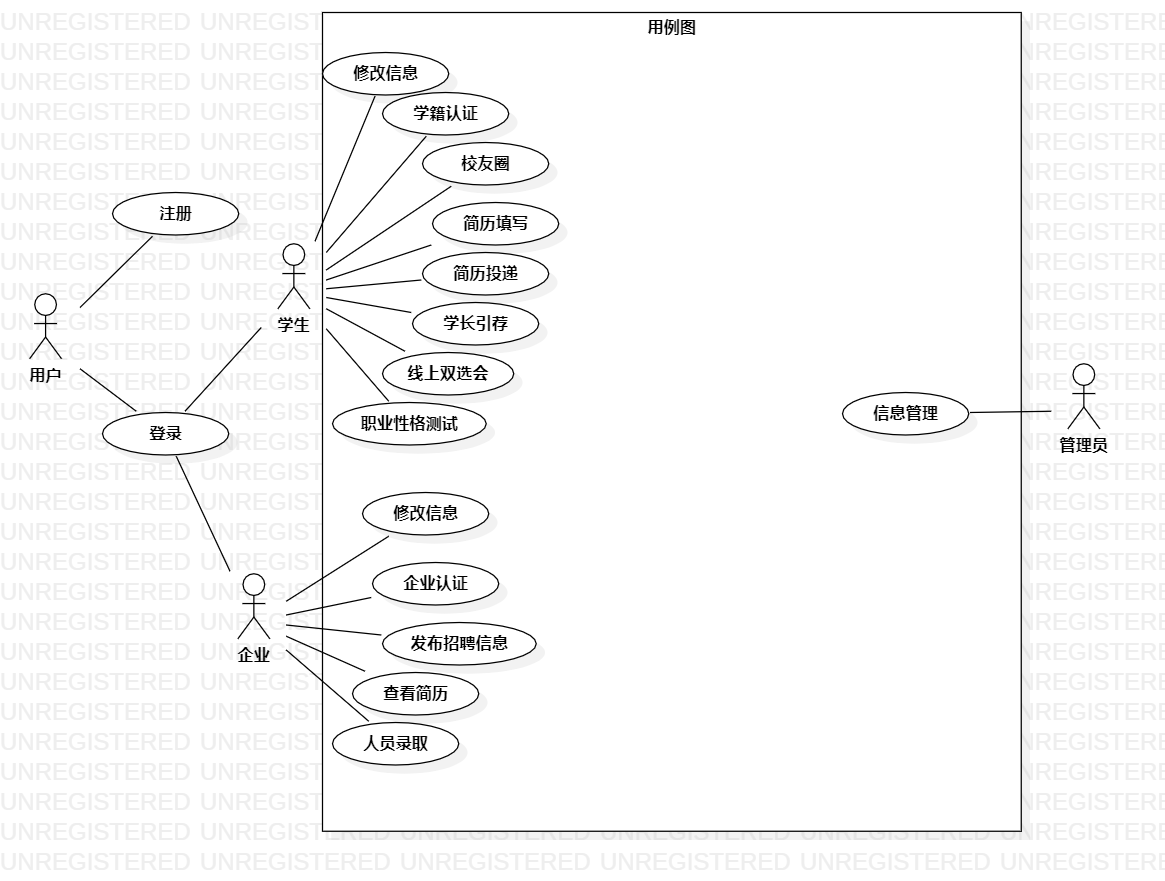 用例图
修改信息
学籍认证
校友圈
注册
简历填写
简历投递
学生
学长引荐
用户
线上双选会
职业性格测试
登录
信息管理
管理员
修改信息
企业认证
发布招聘信息
企业
查看简历
人员录取
UNREGISTERED UNREGISTERED UNREGISTERED UNREGISTERED UNREGISTERED UNREGISTERED